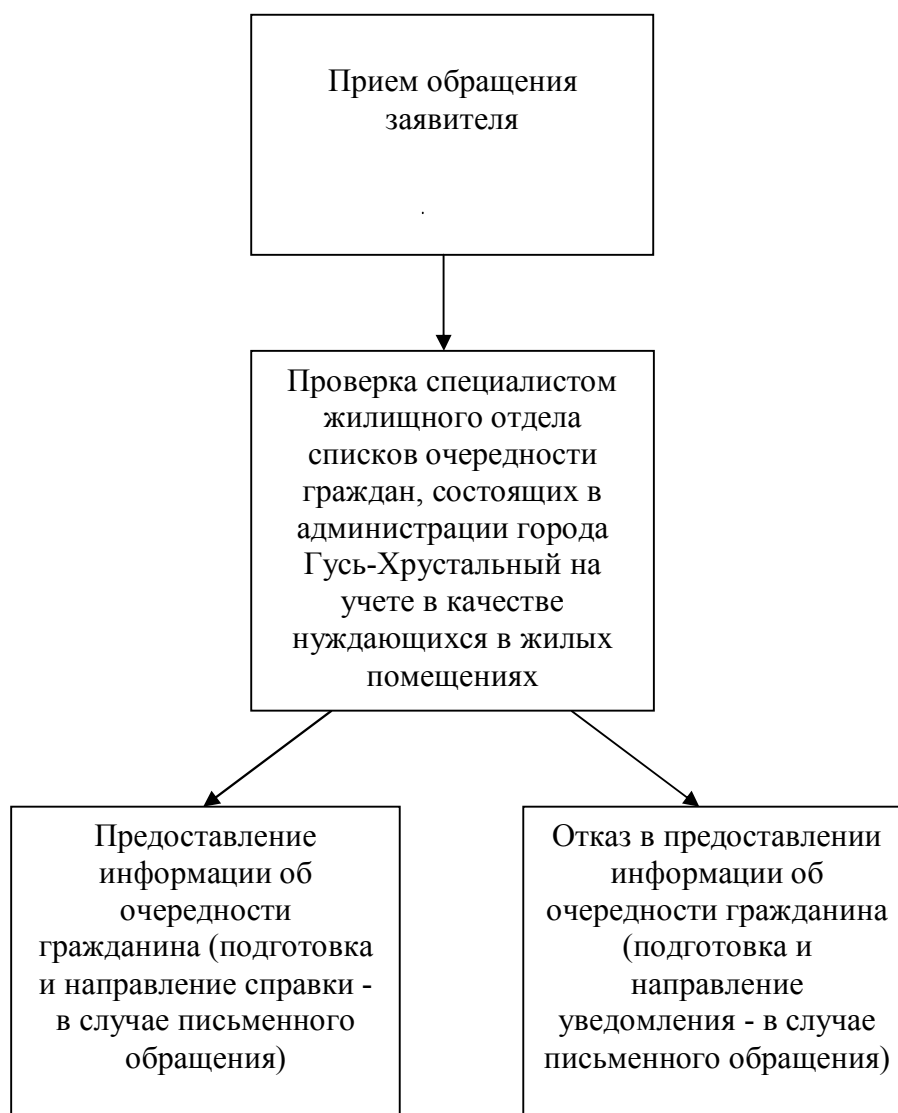 Прием обращения
заявителя
.
Проверка специалистом
жилищного отдела
списков очередности
граждан, состоящих в
администрации города
Гусь-Хрустальный на
учете в качестве
нуждающихся в жилых
помещениях
Предоставление
информации об
очередности
гражданина (подготовка
и направление справки -
в случае письменного
обращения)
Отказ в предоставлении
информации об
очередности гражданина
(подготовка и
направление
уведомления - в случае
письменного обращения)